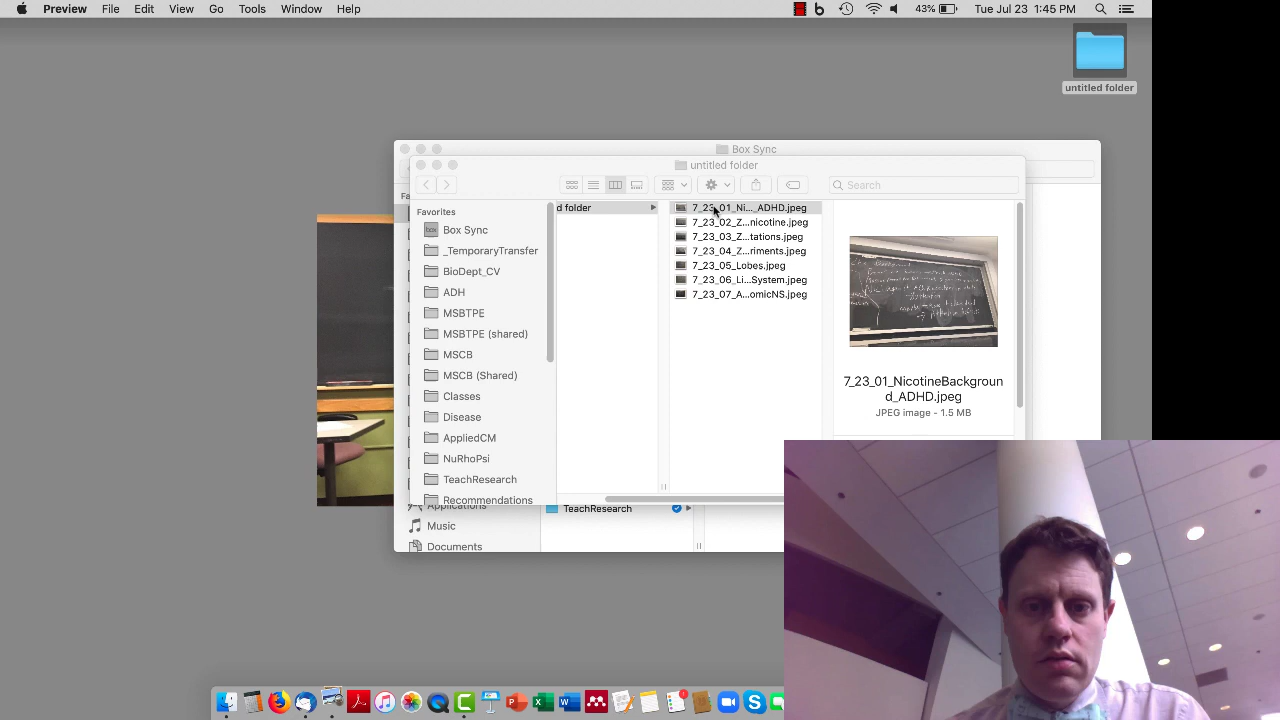 Preview File Edit View Go Tools Window Help
43% Tue Jul 23 1:45 PM
untitled folder
Box Sync
untitled folder
Search
Fa
Favorites
Box Sync
_TemporaryTransfer
BioDept_CV
ADH
MSBTPE
MSBTPE (shared)
MSCB
MSCB (Shared)
Classes
Disease
AppliedCM
NuRhoPsi
TeachResearch
Recommendations
d folder
7_23_01_Ni..._ADHD.jpeg
7_23_02_Z...nicotine.jpeg
7_23_03_Z...tations.jpeg
7_23_04_Z...riments.jpeg
7_23_05_Lobes.jpeg
7_23_06_Li...System.jpeg
7_23_07_A...omicNS.jpeg
7_23_01_NicotineBackgroun
d_ADHD.jpeg
JPEG image - 1.5 MB
Applications
Music
Documents
TeachResearch